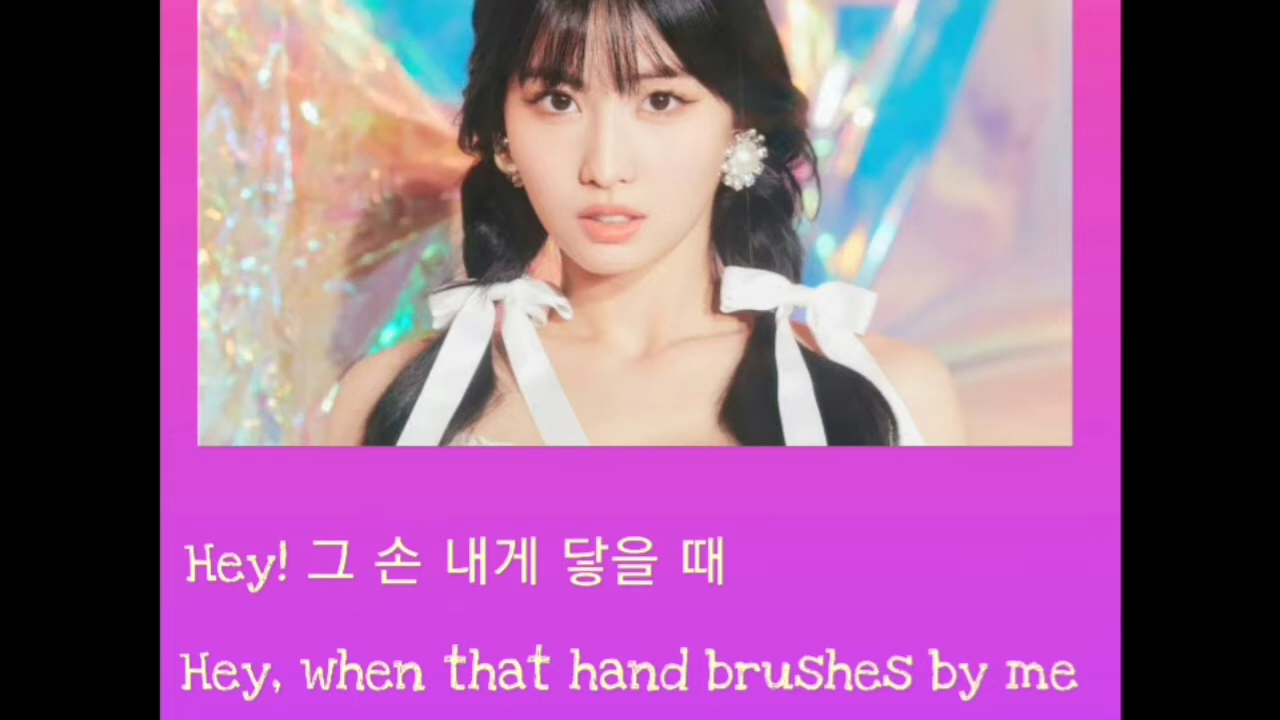 Hey! 그 손 내게 닿을 때
Hey, when that hand brushes by me